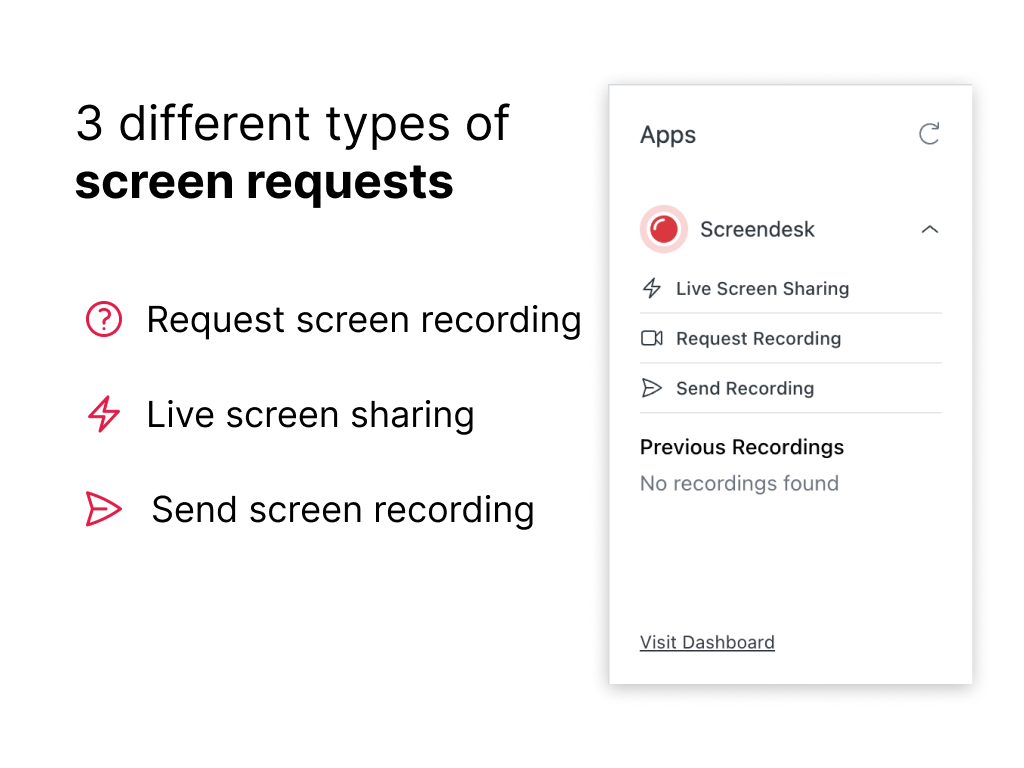 3 different types of
screen requests
Request screen recording
Live screen sharing
Send screen recording
Apps
Screendesk
Live Screen Sharing
Request Recording
Send Recording
Previous Recordings
No recordings found
Visit Dashboard